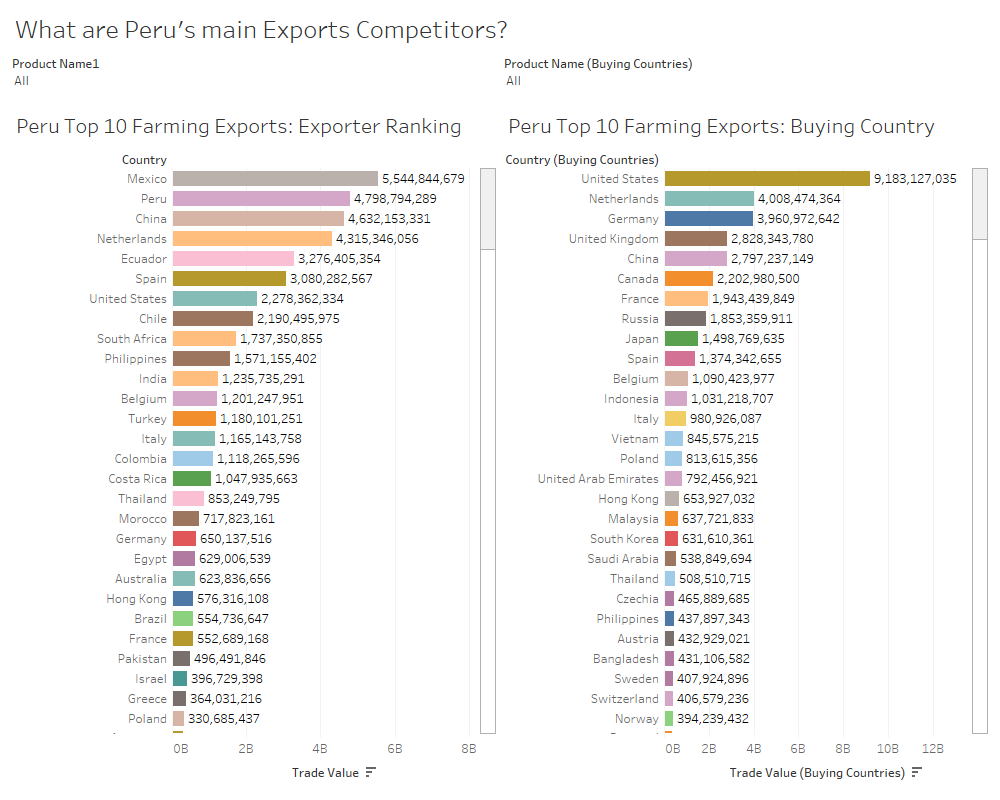 What are Peru's main Exports Competitors?
Product Name1
All
Product Name (Buying Countries)
All
Peru Top 10 Farming Exports: Exporter Ranking
Country
Mexico 5,544,844,679
Peru 4,798,794,289
China 4,632,153,331
Netherlands 4,315,346,056
Ecuador 3,276,405,354
Spain 3,080,282,567
United States 2,278,362,334
Chile 2,190,495,975
South Africa 1,737,350,855
Philippines 1,571,155,402
India 1,235,735,291
Belgium 1,201,247,951
Turkey 1,180,101,251
Italy 1,165,143,758
Colombia 1,118,265,596
Costa Rica 1,047,935,663
Thailand 853,249,795
Morocco 717,823,161
Germany 650,137,516
Egypt 629,006,539
Australia 623,836,656
Hong Kong 576,316,108
Brazil 554,736,647
France 552,689,168
Pakistan 496,491,846
Israel 396,729,398
Greece 364,031,216
Poland 330,685,437
0B 2B 4B 6B 8B
Trade Value
Peru Top 10 Farming Exports: Buying Country
Country (Buying Countries)
United States 9,183,127,035
Netherlands 4,008,474,364
Germany 3,960,972,642
United Kingdom 2,828,343,780
China 2,797,237,149
Canada 2,202,980,500
France 1,943,439,849
Russia 1,853,359,911
Japan 1,498,769,635
Spain 1,374,342,655
Belgium 1,090,423,977
Indonesia 1,031,218,707
Italy 980,926,087
Vietnam 845,575,215
Poland 813,615,356
United Arab Emirates 792,456,921
Hong Kong 653,927,032
Malaysia 637,721,833
South Korea 631,610,361
Saudi Arabia 538,849,694
Thailand 508,510,715
Czechia 465,889,685
Philippines 437,897,343
Austria 432,929,021
Bangladesh 431,106,582
Sweden 407,924,896
Switzerland 406,579,236
Norway 394,239,432
0B 2B 4B 6B 8B 10B 12B
Trade Value (Buying Countries)